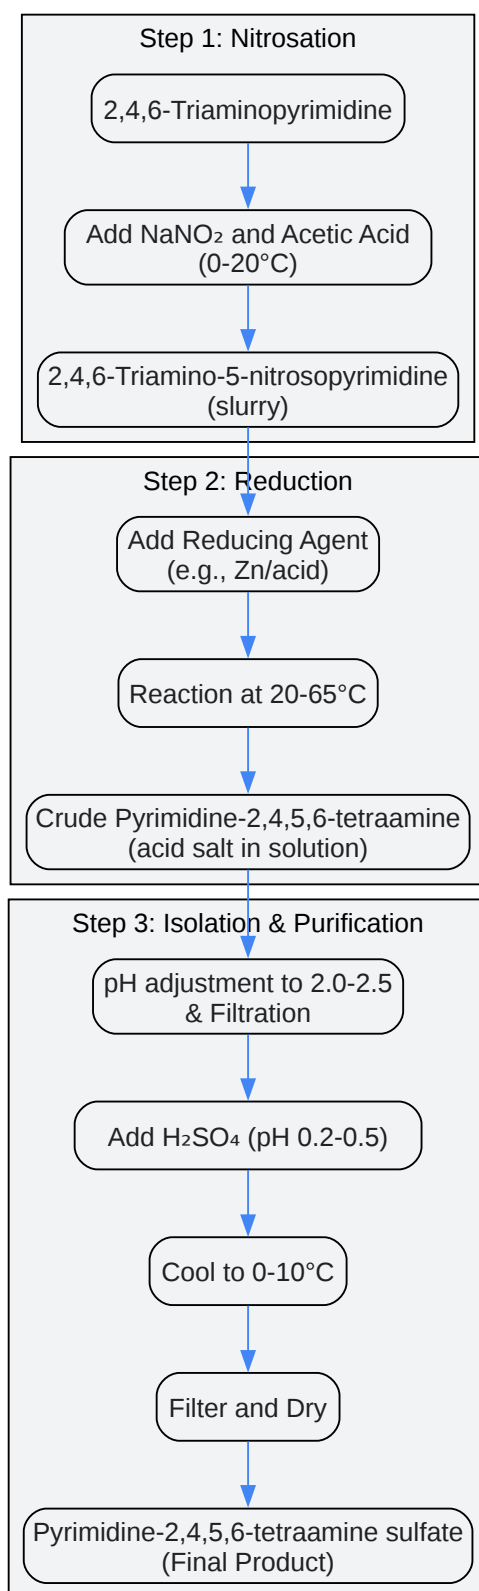 Step 1: Nitrosation
2,4,6-Triaminopyrimidine
Add NaNO₂ and Acetic Acid
(0-20°C)
2,4,6-Triamino-5-nitrosopyrimidine
(slurry)
Step 2: Reduction
Add Reducing Agent
(e.g., Zn/acid)
Reaction at 20-65°C
Crude Pyrimidine-2,4,5,6-tetraamine
(acid salt in solution)
Step 3: Isolation & Purification
pH adjustment to 2.0-2.5
& Filtration
Add H₂SO₄ (pH 0.2-0.5)
Cool to 0-10°C
Filter and Dry
Pyrimidine-2,4,5,6-tetraamine sulfate
(Final Product)